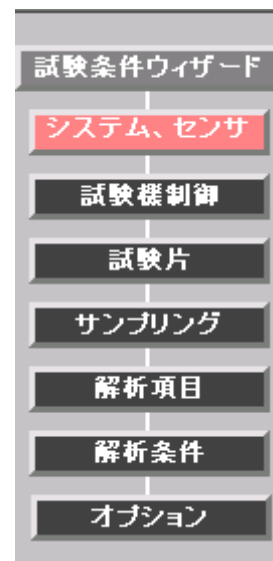 試験条件ウィザード
システム、センサ
試験機制御
試験片
サンプリング
解析項目
解析条件
オプション